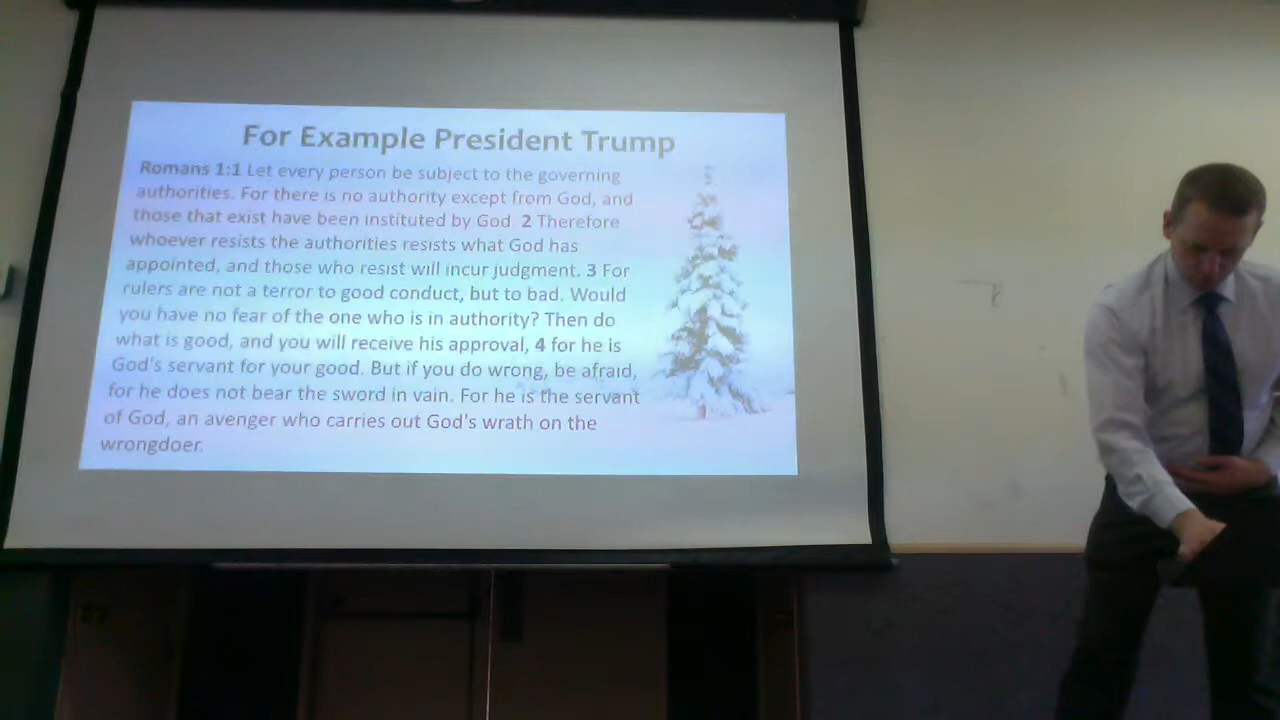 For Example President Trump
Romans 1:1 Let every person be subject to the governing
authorities. For there is no authority except from God, and
those that exist have been instituted by God. 2 Therefore
whoever resists the authorities resists what God has
appointed, and those who resist will incur judgment. 3 For
rulers are not a terror to good conduct, but to bad. Would
you have no fear of the one who is in authority? Then do
what is good, and you will receive his approval, 4 for he is
God's servant for your good. But if you do wrong, be afraid,
for he does not bear the sword in vain. For he is the servant
of God, an avenger who carries out God's wrath on the
wrongdoer.